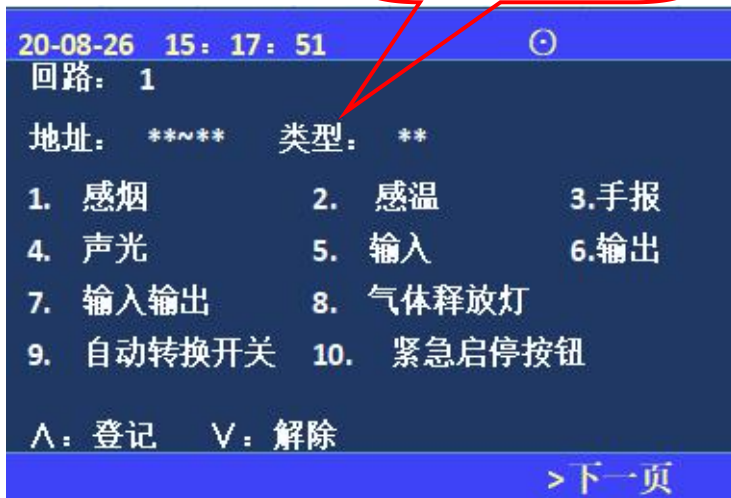 20-08-26 15：17：51
回路： 1
地址： **~** 类型： **
1. 感烟 2. 感温 3.手报
4. 声光 5. 输入 6.输出
7. 输入输出 8. 气体释放灯
9. 自动转换开关 10. 紧急启停按钮
∧：登记 ∨：解除
>下一页